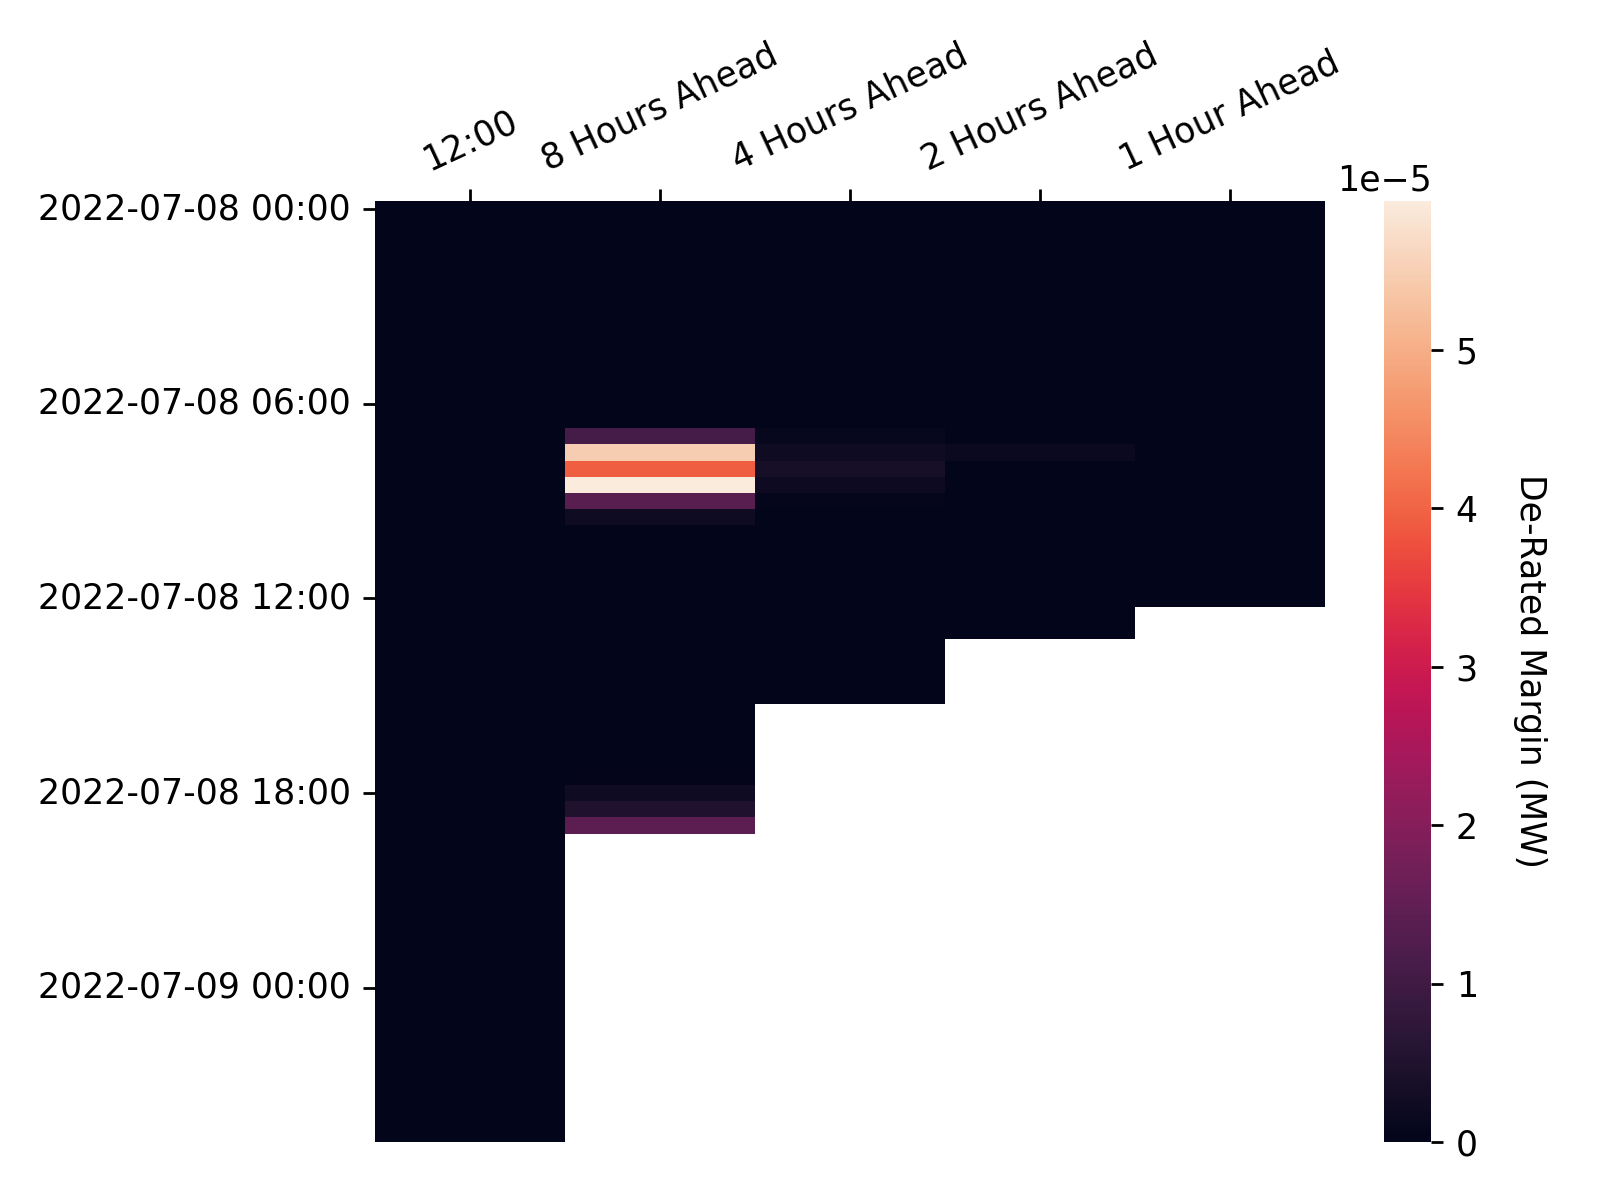 12:00
8 Hours Ahead
4 Hours Ahead
2 Hours Ahead
1 Hour Ahead
1e−5
2022-07-08 00:00
2022-07-08 06:00
2022-07-08 12:00
2022-07-08 18:00
2022-07-09 00:00
5
4
3
2
1
0
De-Rated Margin (MW)